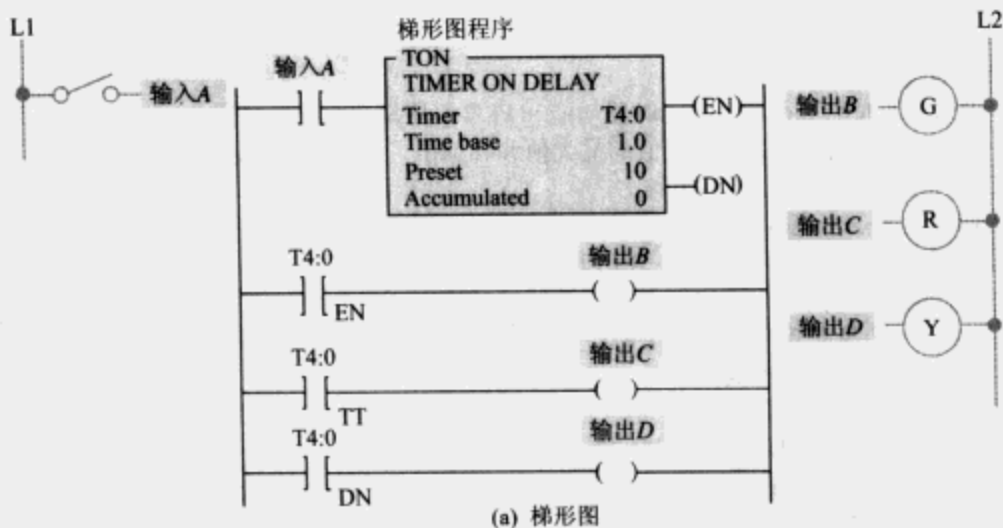 梯形图程序
L1
L2
输入A
输入A
TON
TIMER ON DELAY
Timer T4:0
Time base 1.0
Preset 10
Accumulated 0
(EN)
(DN)
输出B
G
输出C
R
输出D
Y
T4:0
EN
输出B
T4:0
TT
输出C
T4:0
DN
输出D
(a) 梯形图